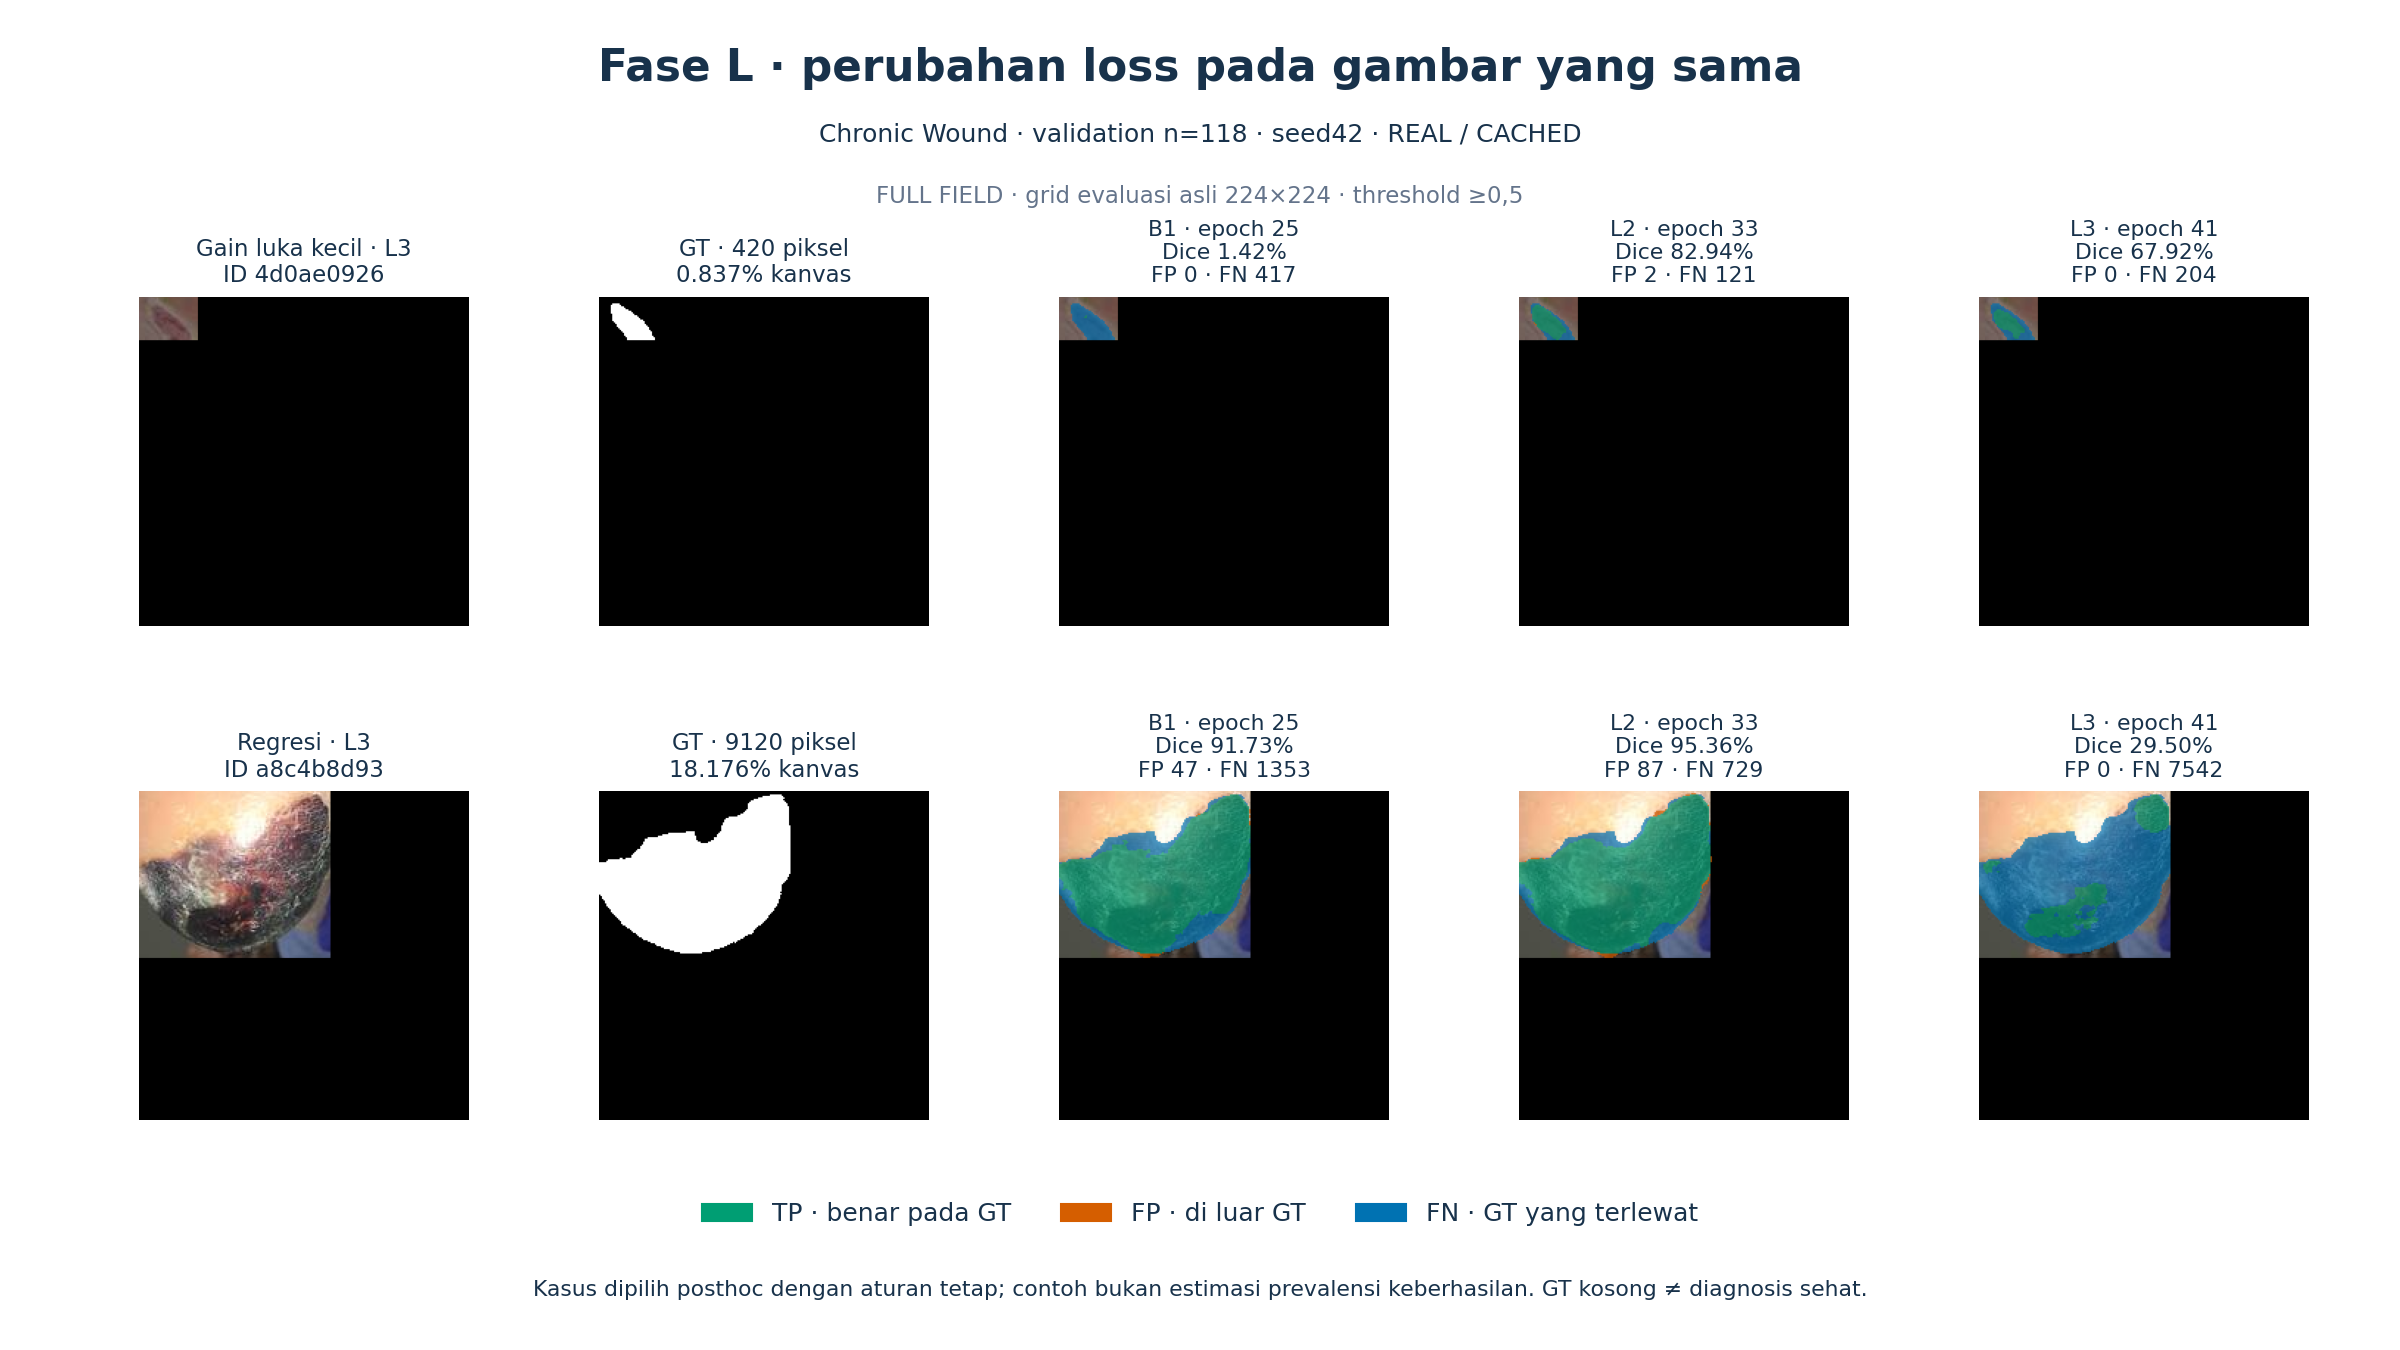 Fase L · perubahan loss pada gambar yang sama
Chronic Wound · validation n=118 · seed42 · REAL / CACHED
FULL FIELD · grid evaluasi asli 224×224 · threshold ≥0,5
Gain luka kecil · L3
ID 4d0ae0926
GT · 420 piksel
0.837% kanvas
B1 · epoch 25
Dice 1.42%
FP 0 · FN 417
L2 · epoch 33
Dice 82.94%
FP 2 · FN 121
L3 · epoch 41
Dice 67.92%
FP 0 · FN 204
Regresi · L3
ID a8c4b8d93
GT · 9120 piksel
18.176% kanvas
B1 · epoch 25
Dice 91.73%
FP 47 · FN 1353
L2 · epoch 33
Dice 95.36%
FP 87 · FN 729
L3 · epoch 41
Dice 29.50%
FP 0 · FN 7542
TP · benar pada GT
FP · di luar GT
FN · GT yang terlewat
Kasus dipilih posthoc dengan aturan tetap; contoh bukan estimasi prevalensi keberhasilan. GT kosong ≠ diagnosis sehat.